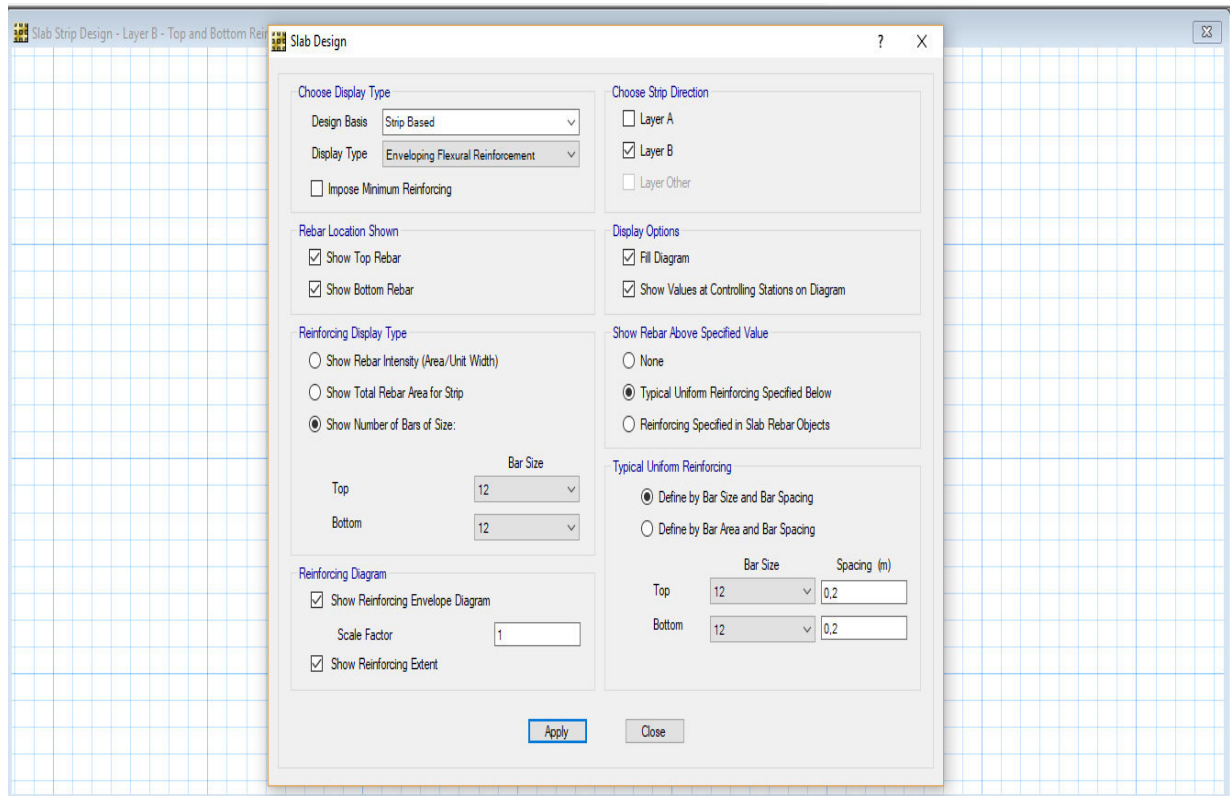 Slab Strip Design - Layer B - Top and Bottom Rei
Slab Design
?
X
Choose Display Type
Design Basis Strip Based
Display Type Enveloping Flexural Reinforcement
Impose Minimum Reinforcing
Rebar Location Shown
Show Top Rebar
Show Bottom Rebar
Reinforcing Display Type
Show Rebar Intensity (Area/Unit Width)
Show Total Rebar Area for Strip
Show Number of Bars of Size:
Bar Size
Top 12
Bottom 12
Reinforcing Diagram
Show Reinforcing Envelope Diagram
Scale Factor 1
Show Reinforcing Extent
Choose Strip Direction
Layer A
Layer B
Layer Other
Display Options
Fill Diagram
Show Values at Controlling Stations on Diagram
Show Rebar Above Specified Value
None
Typical Uniform Reinforcing Specified Below
Reinforcing Specified in Slab Rebar Objects
Typical Uniform Reinforcing
Define by Bar Size and Bar Spacing
Define by Bar Area and Bar Spacing
Bar Size Spacing (m)
Top 12 0,2
Bottom 12 0,2
Apply
Close